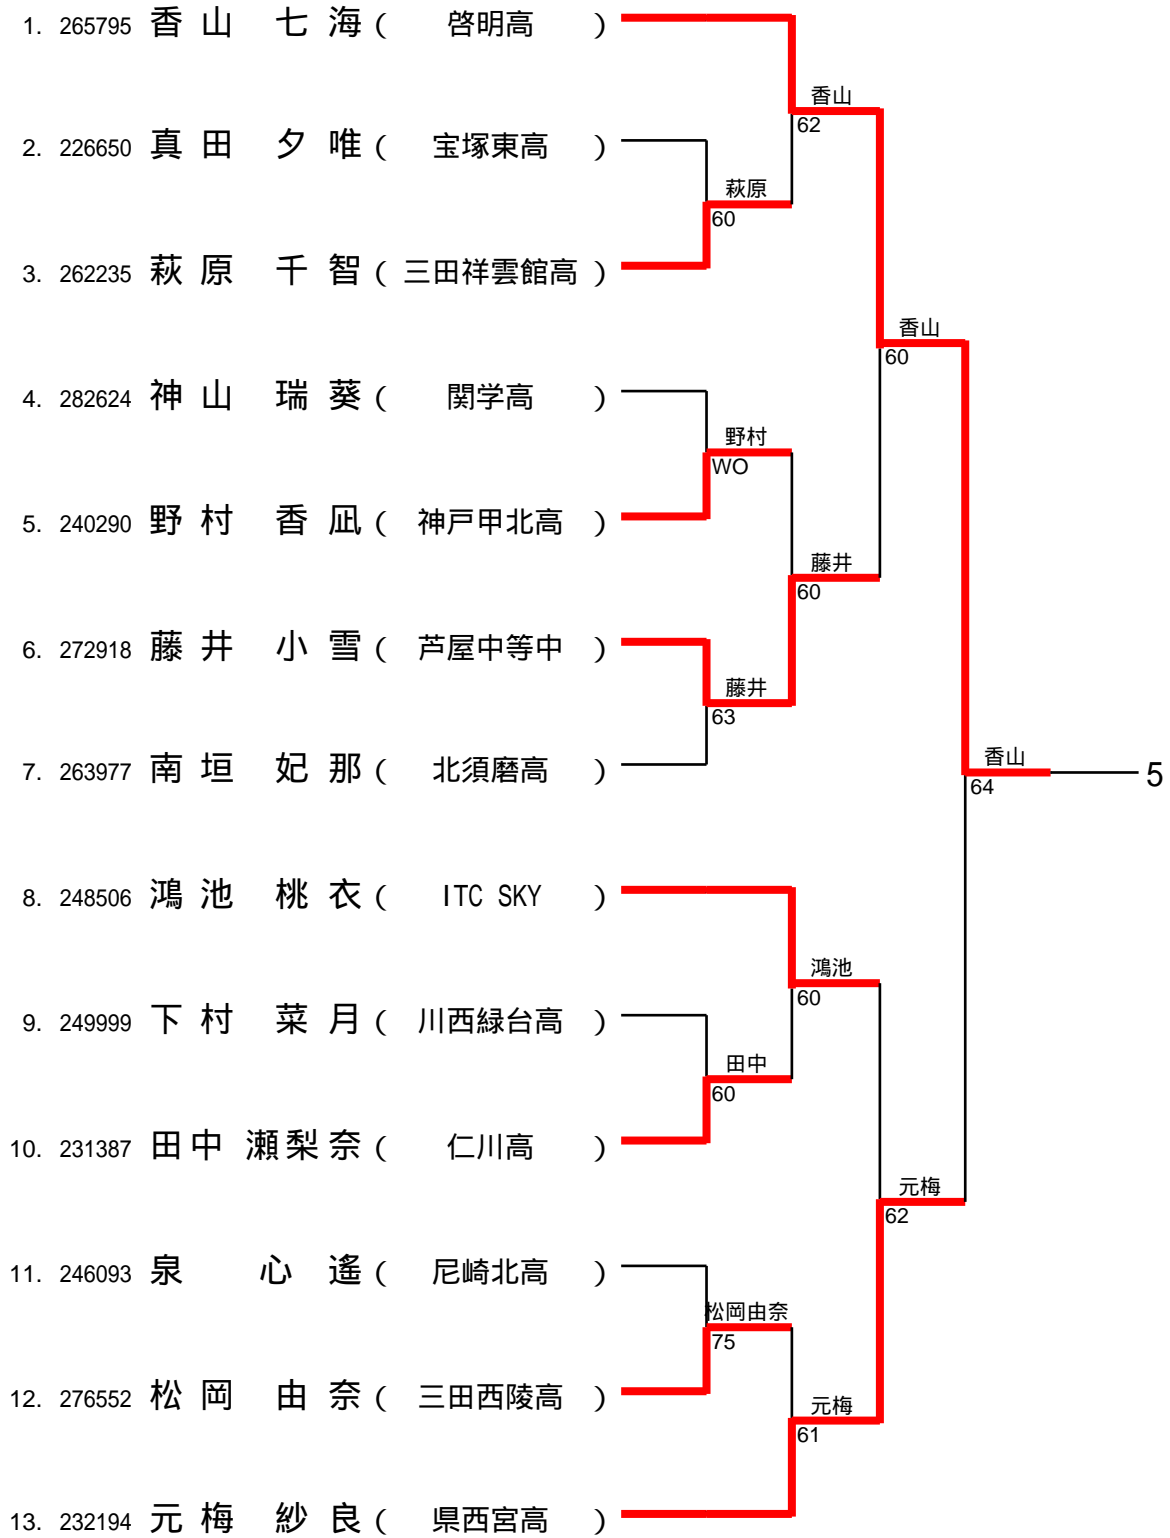 1. 265795 香山 七海 ( 啓明高 )
香山
62
2. 226650 真田 夕唯 ( 宝塚東高 )
萩原
60
3. 262235 萩原 千智 ( 三田祥雲館高 )
香山
60
4. 282624 神山 瑞葵 ( 関学高 )
野村
WO
5. 240290 野村 香凪 ( 神戸甲北高 )
藤井
60
6. 272918 藤井 小雪 ( 芦屋中等中 )
藤井
63
7. 263977 南垣 妃那 ( 北須磨高 )
香山
64
5
8. 248506 鴻池 桃衣 ( ITC SKY )
鴻池
60
9. 249999 下村 菜月 ( 川西緑台高 )
田中
60
10. 231387 田中 瀬梨奈 ( 仁川高 )
元梅
62
11. 246093 泉 心遙 ( 尼崎北高 )
松岡由奈
75
12. 276552 松岡 由奈 ( 三田西陵高 )
元梅
61
13. 232194 元梅 紗良 ( 県西宮高 )